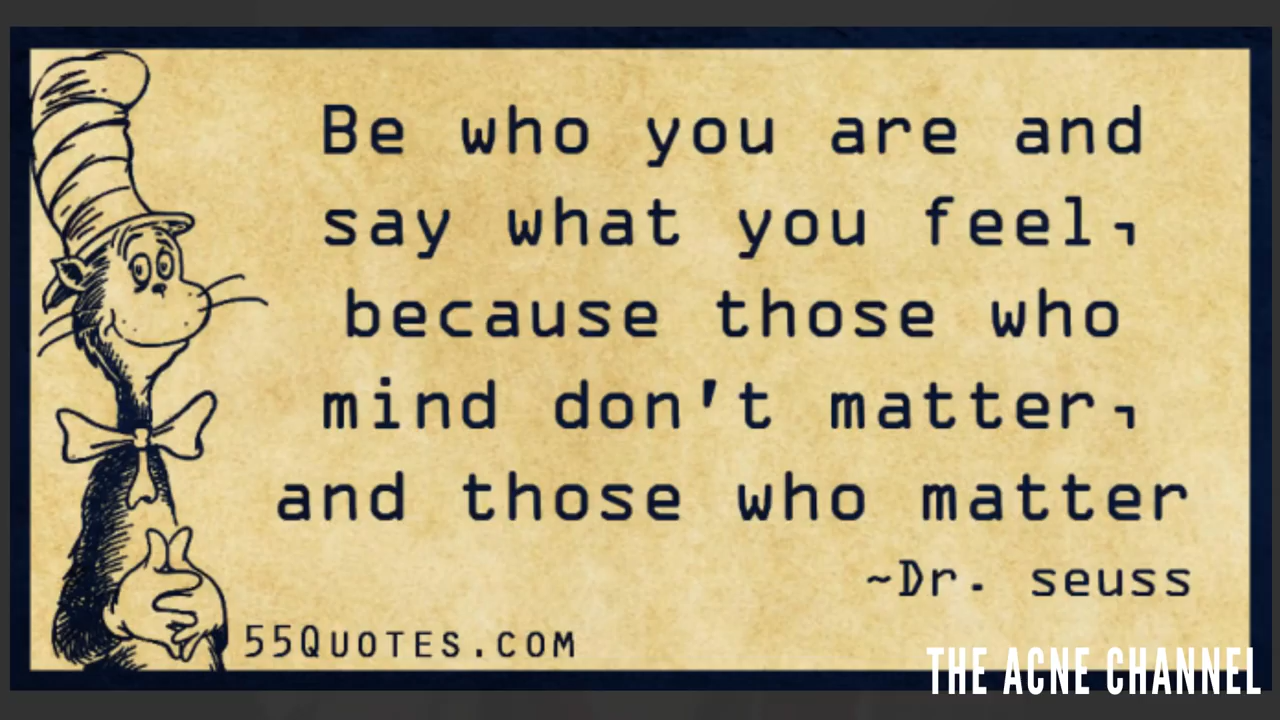 Be who you are and
say what you feel,
because those who
mind don't matter,
and those who matter
~Dr. seuss
55QUOTES.COM
THE ACNE CHANNEL